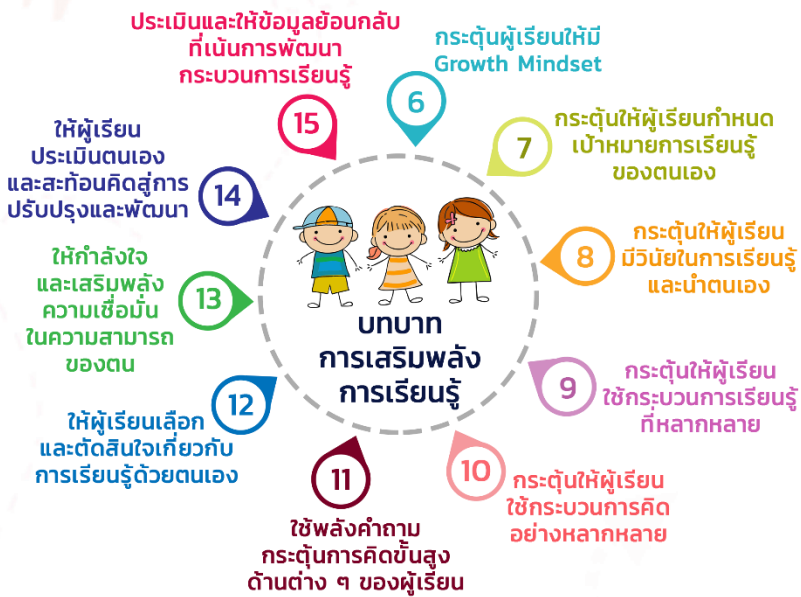 บทบาท
การเสริมพลัง
การเรียนรู้
6
กระตุ้นผู้เรียนให้มี
Growth Mindset
7
กระตุ้นให้ผู้เรียนกำหนด
เป้าหมายการเรียนรู้
ของตนเอง
8
กระตุ้นให้ผู้เรียน
มีวินัยในการเรียนรู้
และนำตนเอง
9
กระตุ้นให้ผู้เรียน
ใช้กระบวนการเรียนรู้
ที่หลากหลาย
10
กระตุ้นให้ผู้เรียน
ใช้กระบวนการคิด
อย่างหลากหลาย
11
ใช้พลังคำถาม
กระตุ้นการคิดขั้นสูง
ด้านต่าง ๆ ของผู้เรียน
12
ให้ผู้เรียนเลือก
และตัดสินใจเกี่ยวกับ
การเรียนรู้ด้วยตนเอง
13
ให้กำลังใจ
และเสริมพลัง
ความเชื่อมั่น
ในความสามารถ
ของตน
14
ให้ผู้เรียน
ประเมินตนเอง
และสะท้อนคิดสู่การ
ปรับปรุงและพัฒนา
15
ประเมินและให้ข้อมูลย้อนกลับ
ที่เน้นการพัฒนา
กระบวนการเรียนรู้